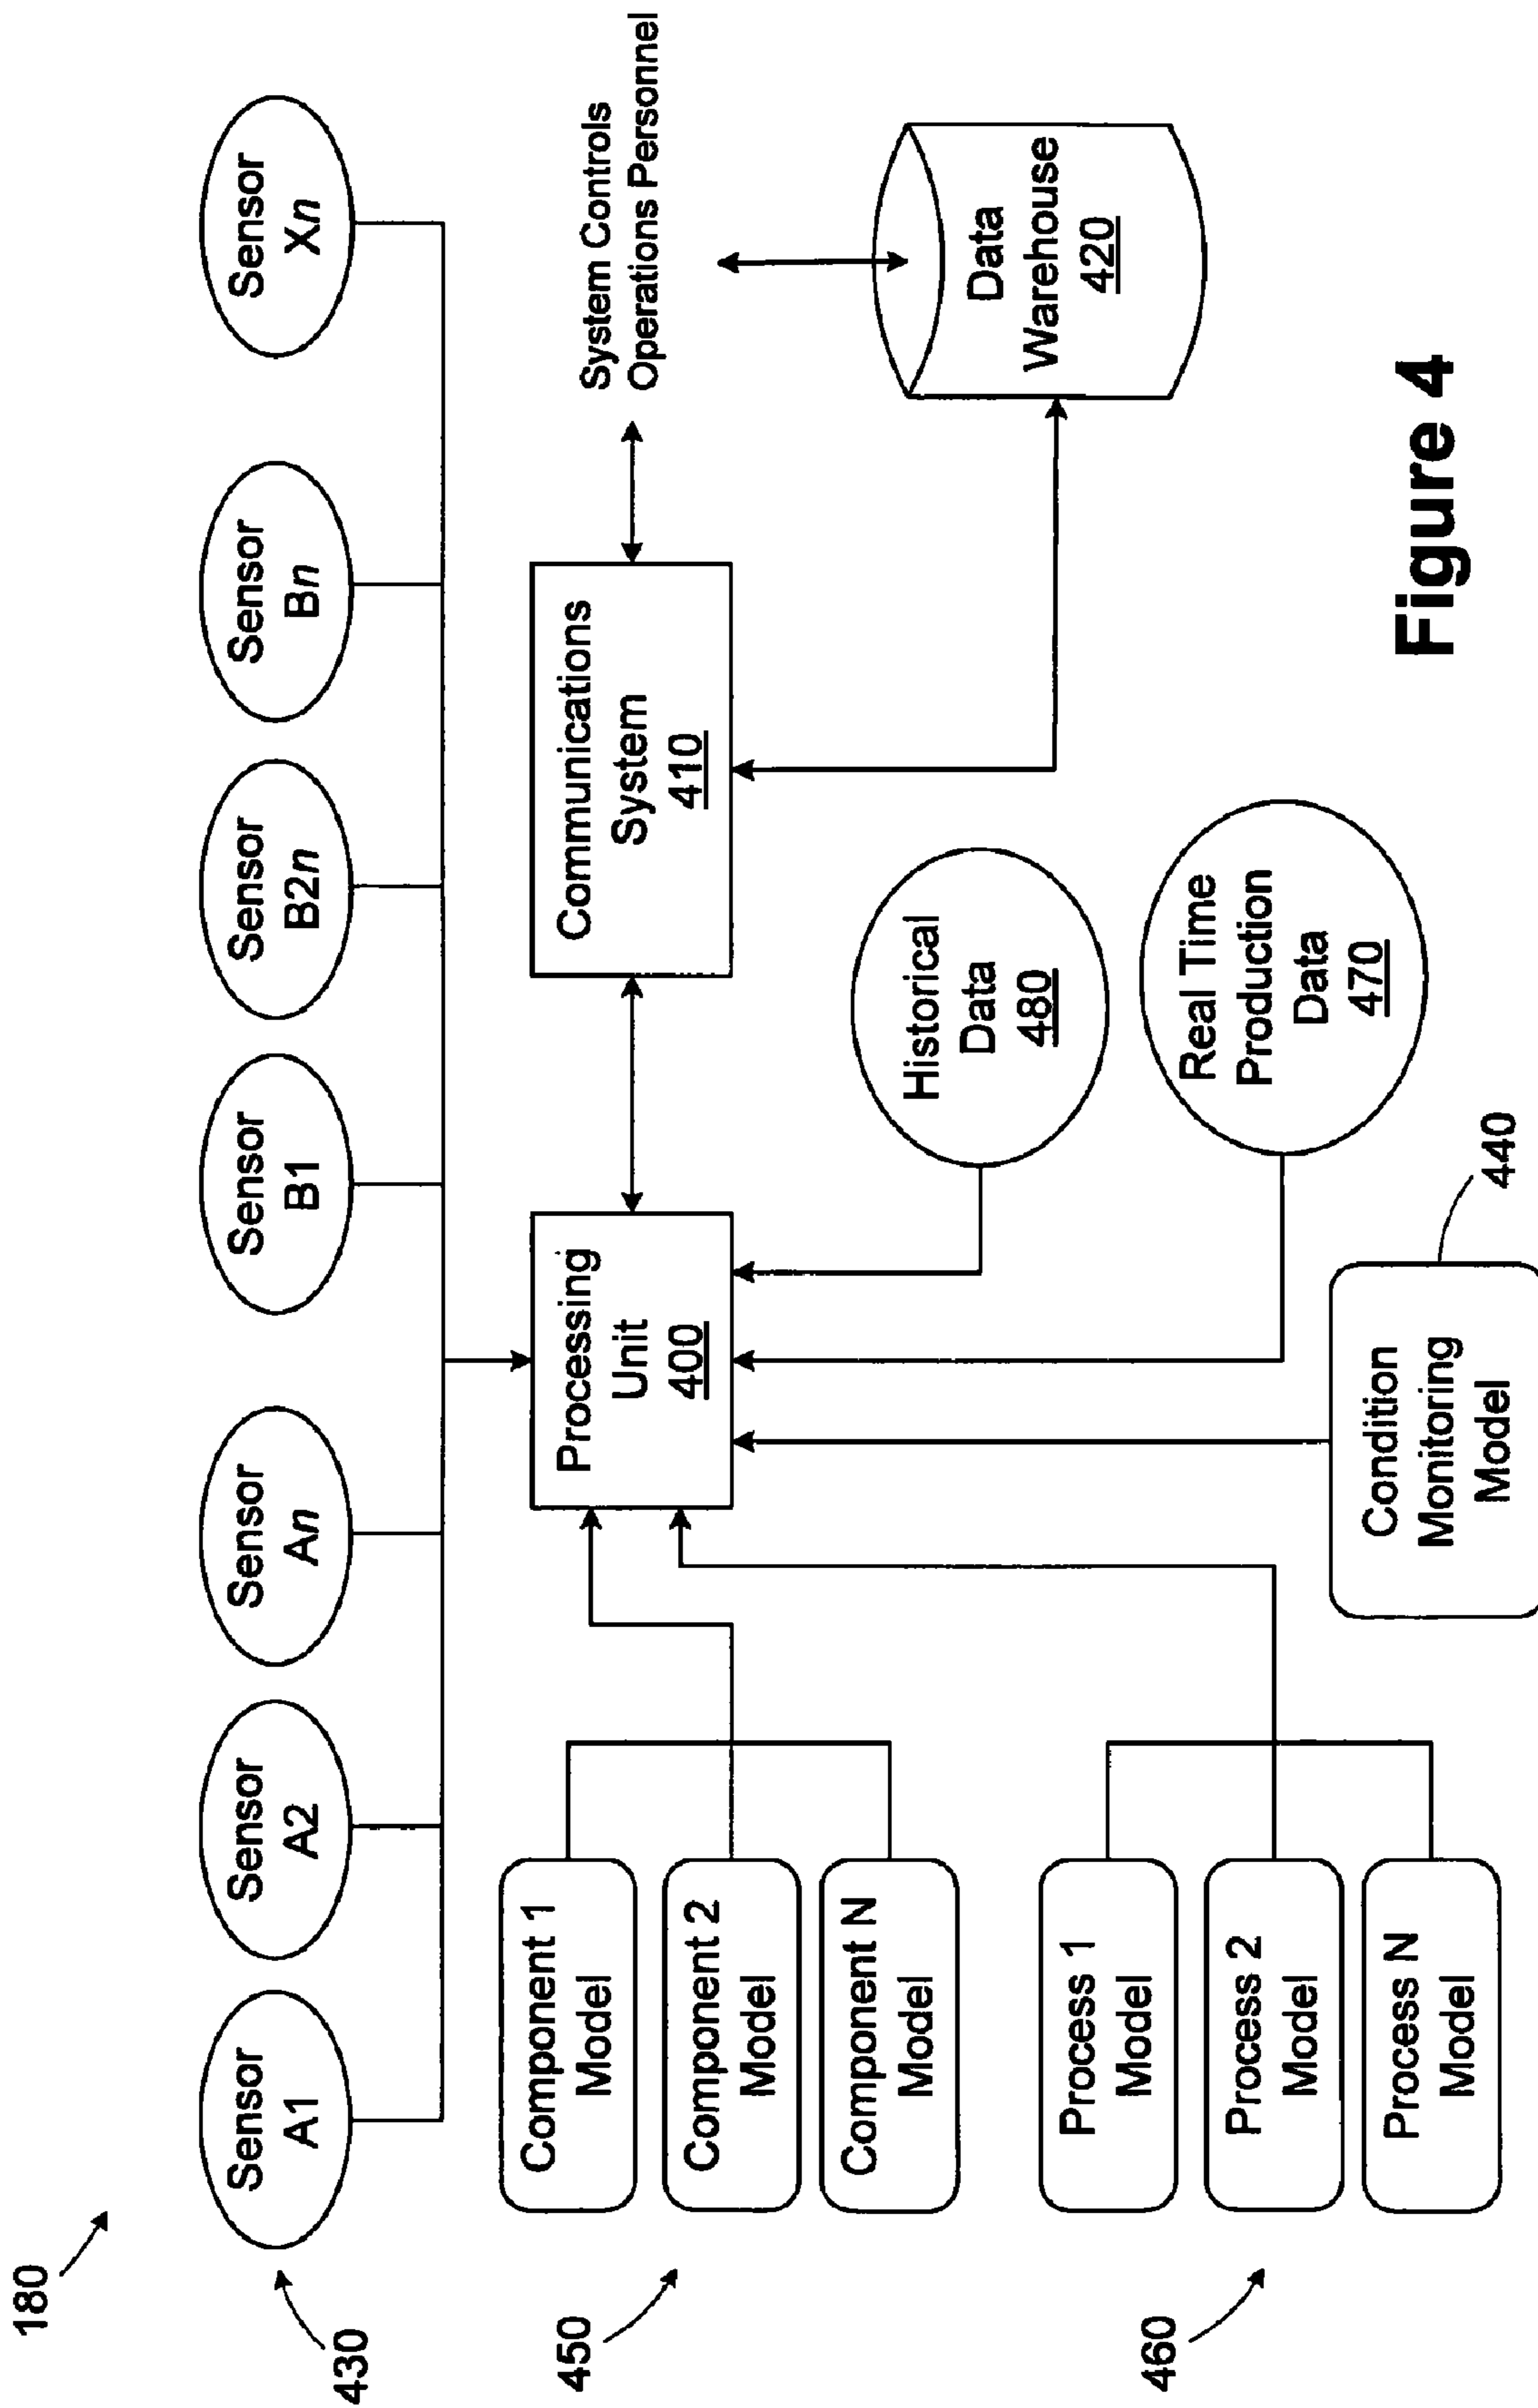 180
430
Sensor
A1
Sensor
A2
Sensor
An
Sensor
B1
Sensor
B2n
Sensor
Bn
Sensor
Xn
450
Component 1
Model
Component 2
Model
Component N
Model
Processing
Unit
400
Communications
System
410
System Controls
Operations Personnel
Data
Warehouse
420
Historical
Data
480
Real Time
Production
Data
470
460
Process 1
Model
Process 2
Model
Process N
Model
Condition
Monitoring
Model
440
Figure 4